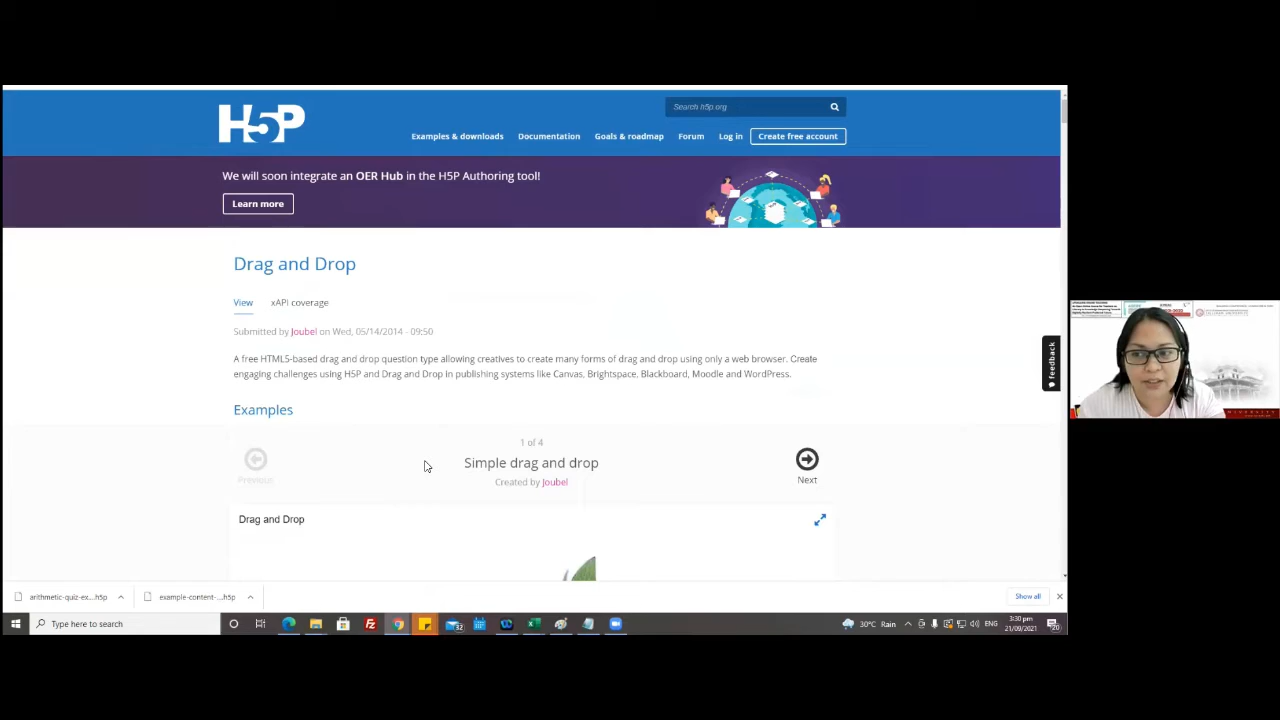 H5P
Search h5p.org
Examples & downloads Documentation Goals & roadmap Forum Log in Create free account
We will soon integrate an OER Hub in the H5P Authoring tool!
Learn more
Drag and Drop
View xAPI coverage
Submitted by Joubel on Wed, 05/14/2014 - 09:50
A free HTML5-based drag and drop question type allowing creatives to create many forms of drag and drop using only a web browser. Create
engaging challenges using H5P and Drag and Drop in publishing systems like Canvas, Brightspace, Blackboard, Moodle and WordPress.
feedback
Examples
1 of 4
Previous
Simple drag and drop
Next
Created by Joubel
Drag and Drop
arithmetic-quiz-ex....h5p
example-content-...h5p
Show all
Type here to search
32
30°C Rain
ENG
3:30 pm
21/09/2021
20